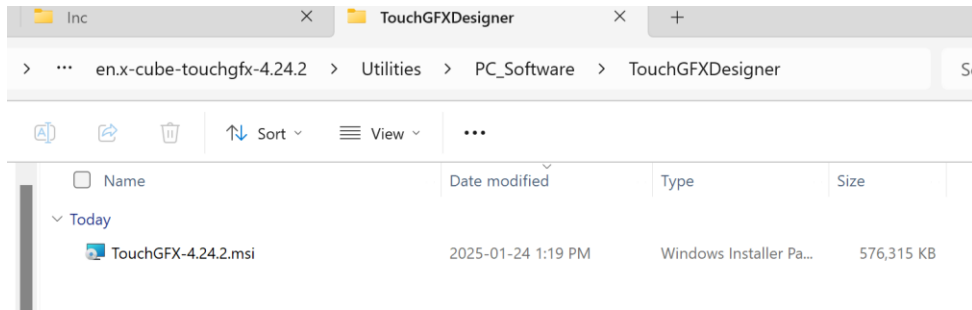 Inc TouchGFXDesigner
en.x-cube-touchgfx-4.24.2 > Utilities > PC_Software > TouchGFXDesigner
Sort View
Name Date modified Type Size
Today
TouchGFX-4.24.2.msi 2025-01-24 1:19 PM Windows Installer Pa... 576,315 KB